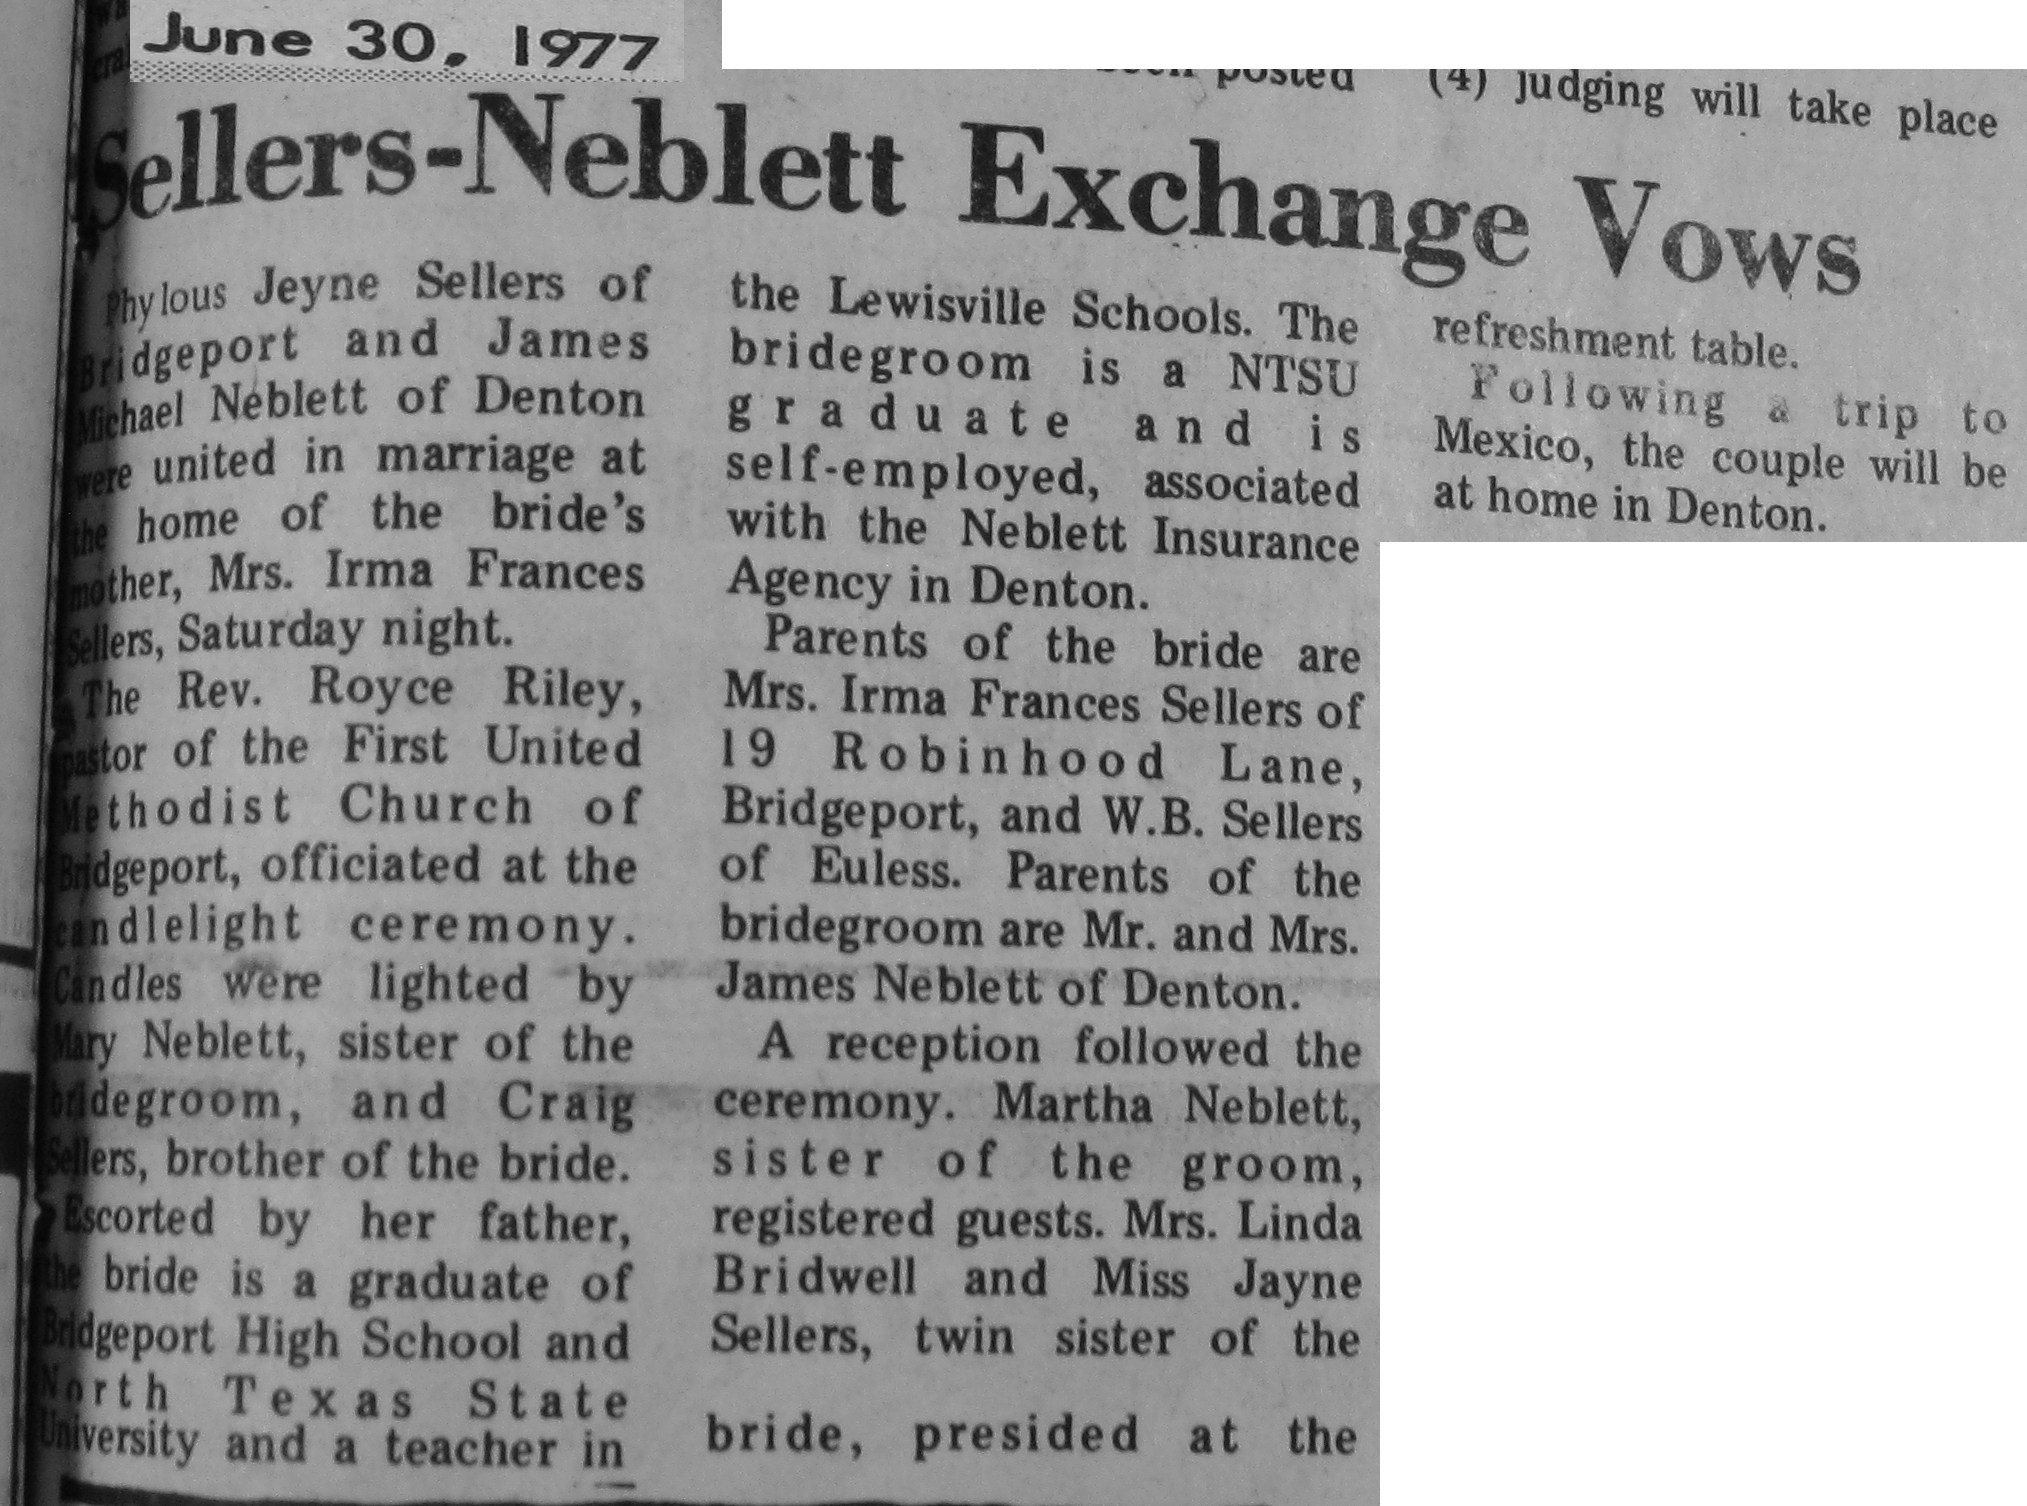 June 30, 1977
posted
(4) judging will take place
Sellers-Neblett Exchange Vows
Phylous Jeyne Sellers of
Bridgeport and James
Michael Neblett of Denton
were united in marriage at
the home of the bride's
mother, Mrs. Irma Frances
Sellers, Saturday night.
The Rev. Royce Riley,
pastor of the First United
Methodist Church of
Bridgeport, officiated at the
candlelight ceremony.
Candles were lighted by
Mary Neblett, sister of the
bridegroom, and Craig
Sellers, brother of the bride.
Escorted by her father,
the bride is a graduate of
Bridgeport High School and
North Texas State
University and a teacher in
the Lewisville Schools. The
bridegroom is a NTSU
graduate and is
self-employed, associated
with the Neblett Insurance
Agency in Denton.
Parents of the bride are
Mrs. Irma Frances Sellers of
19 Robinhood Lane,
Bridgeport, and W.B. Sellers
of Euless. Parents of the
bridegroom are Mr. and Mrs.
James Neblett of Denton.
A reception followed the
ceremony. Martha Neblett,
sister of the groom,
registered guests. Mrs. Linda
Bridwell and Miss Jayne
Sellers, twin sister of the
bride, presided at the
refreshment table.
Following a trip to
Mexico, the couple will be
at home in Denton.